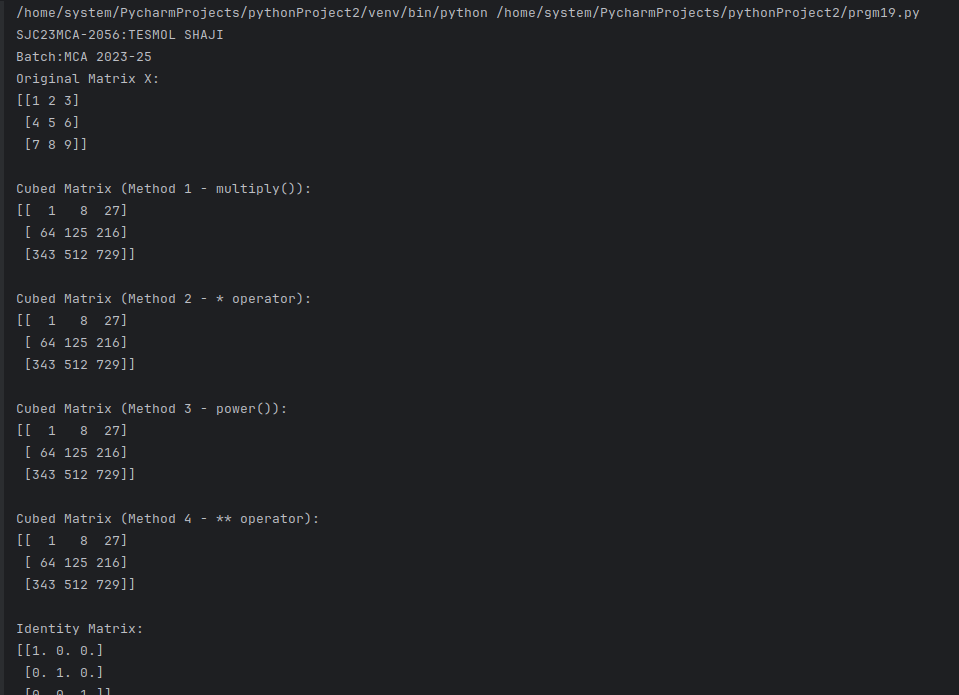 /home/system/PycharmProjects/pythonProject2/venv/bin/python /home/system/PycharmProjects/pythonProject2/prgm19.py
SJC23MCA-2056:TESMOL SHAJI
Batch:MCA 2023-25
Original Matrix X:
[[1 2 3]
 [4 5 6]
 [7 8 9]]

Cubed Matrix (Method 1 - multiply()):
[[  1   8  27]
 [ 64 125 216]
 [343 512 729]]

Cubed Matrix (Method 2 - * operator):
[[  1   8  27]
 [ 64 125 216]
 [343 512 729]]

Cubed Matrix (Method 3 - power()):
[[  1   8  27]
 [ 64 125 216]
 [343 512 729]]

Cubed Matrix (Method 4 - ** operator):
[[  1   8  27]
 [ 64 125 216]
 [343 512 729]]

Identity Matrix:
[[1. 0. 0.]
 [0. 1. 0.]
 [0. 0. 1.]]